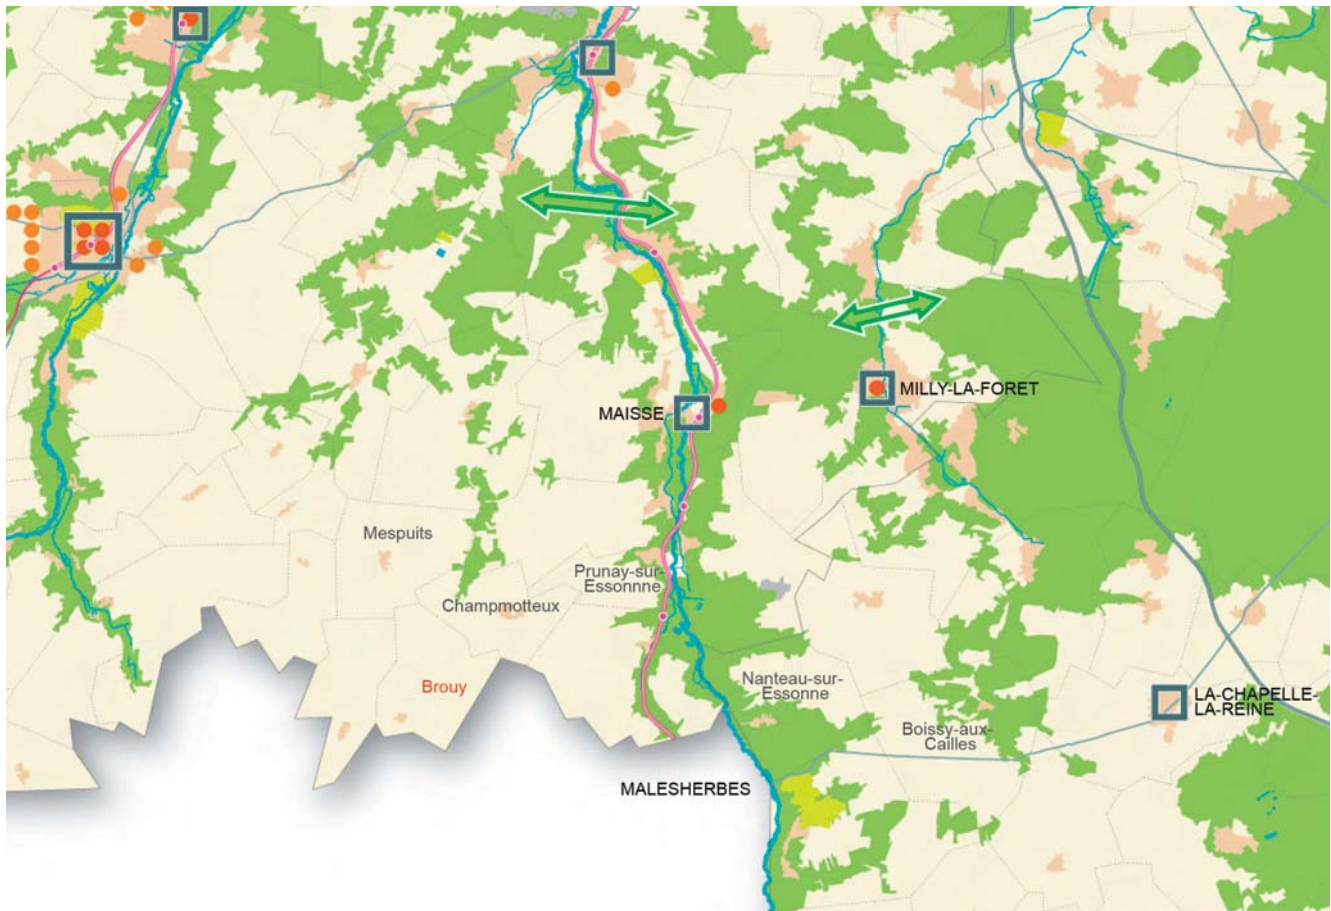 MILLY-LA-FORET
MAISSE
Mespuits
Prunay-sur-
Essonnne
Champmotteux
Brouy
Nanteau-sur-
Essonne
LA-CHAPELLE-
LA-REINE
Boissy-aux-
Cailles
MALESHERBES